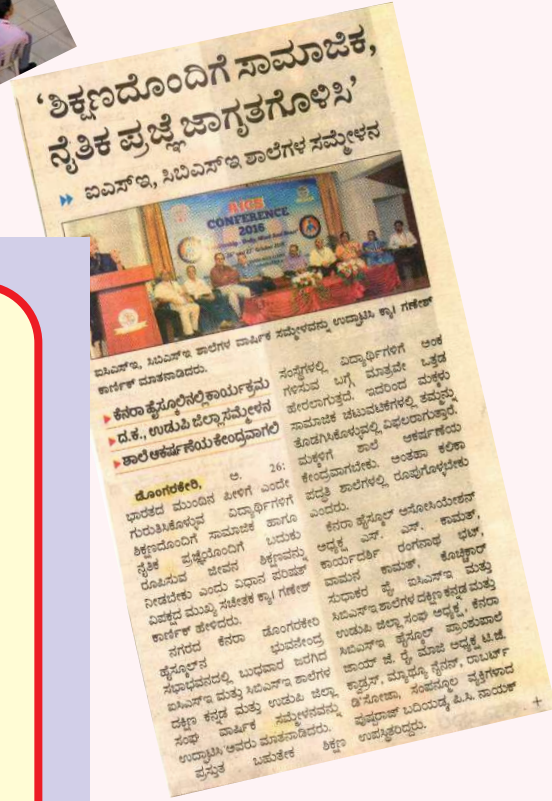 ‘ಶಿಕ್ಷಣದೊಂದಿಗೆ ಸಾಮಾಜಿಕ,
ನೈತಿಕ ಪ್ರಜ್ಞೆ ಜಾಗೃತಗೊಳಿಸಿ’
ಐಎಸ್‌ಇ, ಸಿಬಿಎಸ್‌ಇ ಶಾಲೆಗಳ ಸಮ್ಮೇಳನ
AICS
CONFERENCE
2016
ಐಸಿಎಸ್‌ಇ, ಸಿಬಿಎಸ್‌ಇ ಶಾಲೆಗಳ ವಾರ್ಷಿಕ ಸಮ್ಮೇಳವನ್ನು ಉದ್ಘಾಟಿಸಿ ಕ್ಯಾ। ಗಣೇಶ್
ಕಾರ್ಣಿಕ್ ಮಾತನಾಡಿದರು.
ಕೆನರಾ ಹೈಸ್ಕೂಲಿನಲ್ಲಿ ಕಾರ್ಯಕ್ರಮ
ದ.ಕ., ಉಡುಪಿ ಜಿಲ್ಲಾ ಸಮ್ಮೇಳನ
ಶಾಲೆ ಆಕರ್ಷಣೆಯ ಕೇಂದ್ರವಾಗಲಿ
ಡೊಂಗರಕೇರಿ, ಅ. 26:
ಭಾರತದ ಮುಂದಿನ ಪೀಳಿಗೆ ಎಂದೇ
ಗುರುತಿಸಿಕೊಳ್ಳುವ ವಿದ್ಯಾರ್ಥಿಗಳಿಗೆ
ಶಿಕ್ಷಣದೊಂದಿಗೆ ಸಾಮಾಜಿಕ ಹಾಗೂ
ನೈತಿಕ ಪ್ರಜ್ಞೆಯೊಂದಿಗೆ ಬದುಕು
ರೂಪಿಸುವ ಜೀವನ ಶಿಕ್ಷಣವನ್ನು
ನೀಡಬೇಕು ಎಂದು ವಿಧಾನ ಪರಿಷತ್
ವಿಪಕ್ಷದ ಮುಖ್ಯ ಸಚೇತಕ ಕ್ಯಾ। ಗಣೇಶ್
ಕಾರ್ಣಿಕ್ ಹೇಳಿದರು.
ನಗರದ ಕೆನರಾ ಡೊಂಗರಕೇರಿ
ಹೈಸ್ಕೂಲ್‌ನ ಭುವನೇಂದ್ರ
ಸಭಾಭವನದಲ್ಲಿ ಬುಧವಾರ ಜರಗಿದ
ಐಸಿಎಸ್‌ಇ ಮತ್ತು ಸಿಬಿಎಸ್‌ಇ ಶಾಲೆಗಳ
ದಕ್ಷಿಣ ಕನ್ನಡ ಮತ್ತು ಉಡುಪಿ ಜಿಲ್ಲಾ
ಸಂಘ ವಾರ್ಷಿಕ ಸಮ್ಮೇಳನವನ್ನು
ಉದ್ಘಾಟಿಸಿ ಅವರು ಮಾತನಾಡಿದರು.
ಪ್ರಸ್ತುತ ಬಹುತೇಕ ಶಿಕ್ಷಣ
ಸಂಸ್ಥೆಗಳಲ್ಲಿ ವಿದ್ಯಾರ್ಥಿಗಳಿಗೆ ಅಂಕ
ಗಳಿಸುವ ಬಗ್ಗೆ ಮಾತ್ರವೇ ಒತ್ತಡ
ಹೇರಲಾಗುತ್ತದೆ. ಇದರಿಂದ ಮಕ್ಕಳು
ಸಾಮಾಜಿಕ ಚಟುವಟಿಕೆಗಳಲ್ಲಿ ತಮ್ಮನ್ನು
ತೊಡಗಿಸಿಕೊಳ್ಳುವಲ್ಲಿ ವಿಫಲರಾಗುತ್ತಾರೆ.
ಮಕ್ಕಳಿಗೆ ಶಾಲೆ ಆಕರ್ಷಣೆಯ
ಕೇಂದ್ರವಾಗಬೇಕು. ಅಂತಹಾ ಕಲಿಕಾ
ಪದ್ಧತಿ ಶಾಲೆಗಳಲ್ಲಿ ರೂಪುಗೊಳ್ಳಬೇಕು
ಎಂದರು.
ಕೆನರಾ ಹೈಸ್ಕೂಲ್ ಅಸೋಸಿಯೇಶನ್
ಅಧ್ಯಕ್ಷ ಎಸ್. ಎಸ್. ಕಾಮತ್,
ಕಾರ್ಯದರ್ಶಿ ರಂಗನಾಥ ಭಟ್,
ವಾಮನ ಕಾಮತ್, ಕೊಚ್ಚಿಕಾರ್
ಸುಧಾಕರ ಪೈ, ಐಸಿಎಸ್‌ಇ ಮತ್ತು
ಸಿಬಿಎಸ್‌ಇ ಶಾಲೆಗಳ ದಕ್ಷಿಣ ಕನ್ನಡ ಮತ್ತು
ಉಡುಪಿ ಜಿಲ್ಲಾ ಸಂಘ ಅಧ್ಯಕ್ಷ, ಕೆನರಾ
ಸಿಬಿಎಸ್‌ಇ ಹೈಸ್ಕೂಲ್ ಪ್ರಾಂಶುಪಾಲೆ
ಜಾಯ್ ಜೆ. ರೈ, ಮಾಜಿ ಅಧ್ಯಕ್ಷ ಟಿ.ಜೆ.
ಕ್ವಾಡ್ರಸ್, ಮ್ಯಾಥ್ಯೂ ನೈನನ್, ರಾಬರ್ಟ್
ಡಿ'ಸೋಜಾ, ಸಂಪನ್ಮೂಲ ವ್ಯಕ್ತಿಗಳಾದ
ಪುಷ್ಪರಾಜ್ ಬದಿಯಡ್ಕ ಪಿ.ಸಿ. ನಾಯಕ್
ಉಪಸ್ಥಿತರಿದ್ದರು.